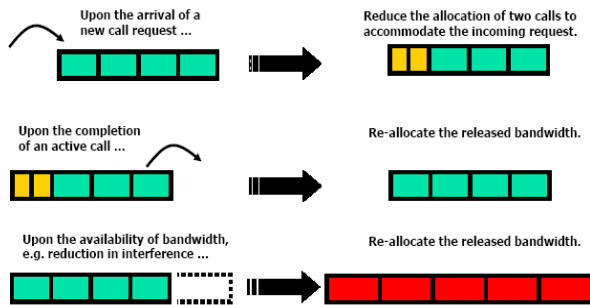 Upon the arrival of a
new call request ...
Reduce the allocation of two calls to
accommodate the incoming request.
Upon the completion
of an active call ...
Re-allocate the released bandwidth.
Upon the availability of bandwidth,
e.g. reduction in interference ...
Re-allocate the released bandwidth.